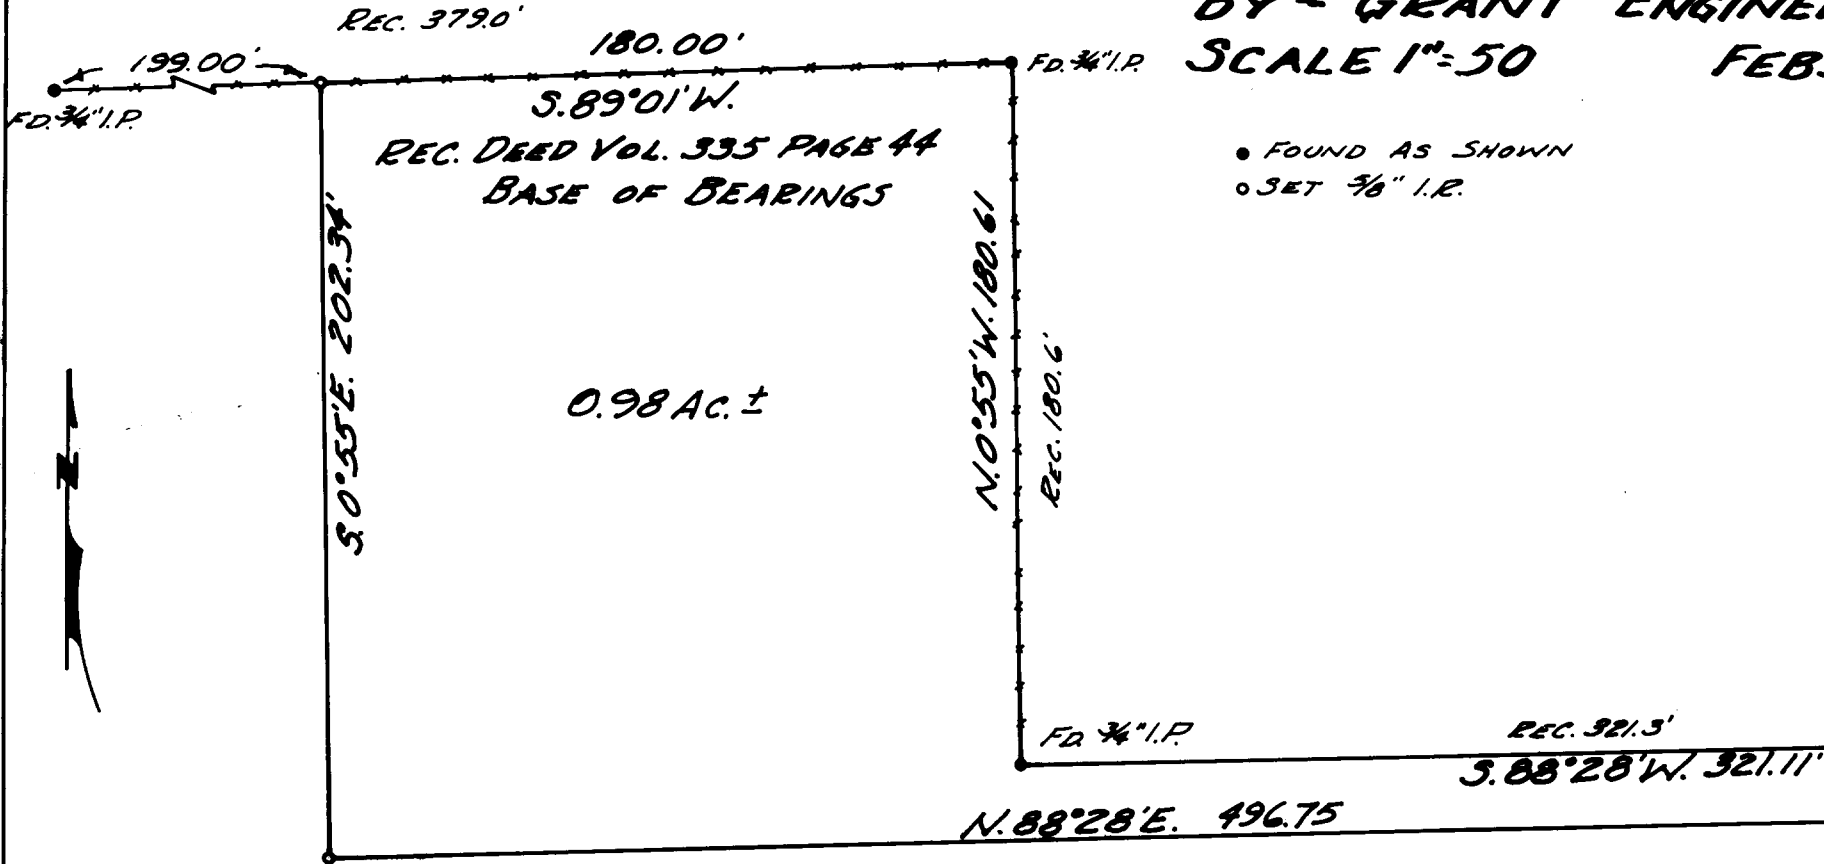 BY - GRANT ENGINEE
SCALE 1"=50 FEB.
REC. 379.0'
199.00'
180.00'
FD. 3/4" I.P.
FD. 3/4" I.P.
S.89°01'W.
REC. DEED VOL. 335 PAGE 44
BASE OF BEARINGS
• FOUND AS SHOWN
○ SET 5/8" I.R.
S.0°55'E. 202.34'
N.0°55'W. 180.61
REC. 180.6'
0.98 AC. ±
N
FD. 3/4" I.P.
REC. 321.3'
S.88°28'W. 321.11'
N.88°28'E. 496.75